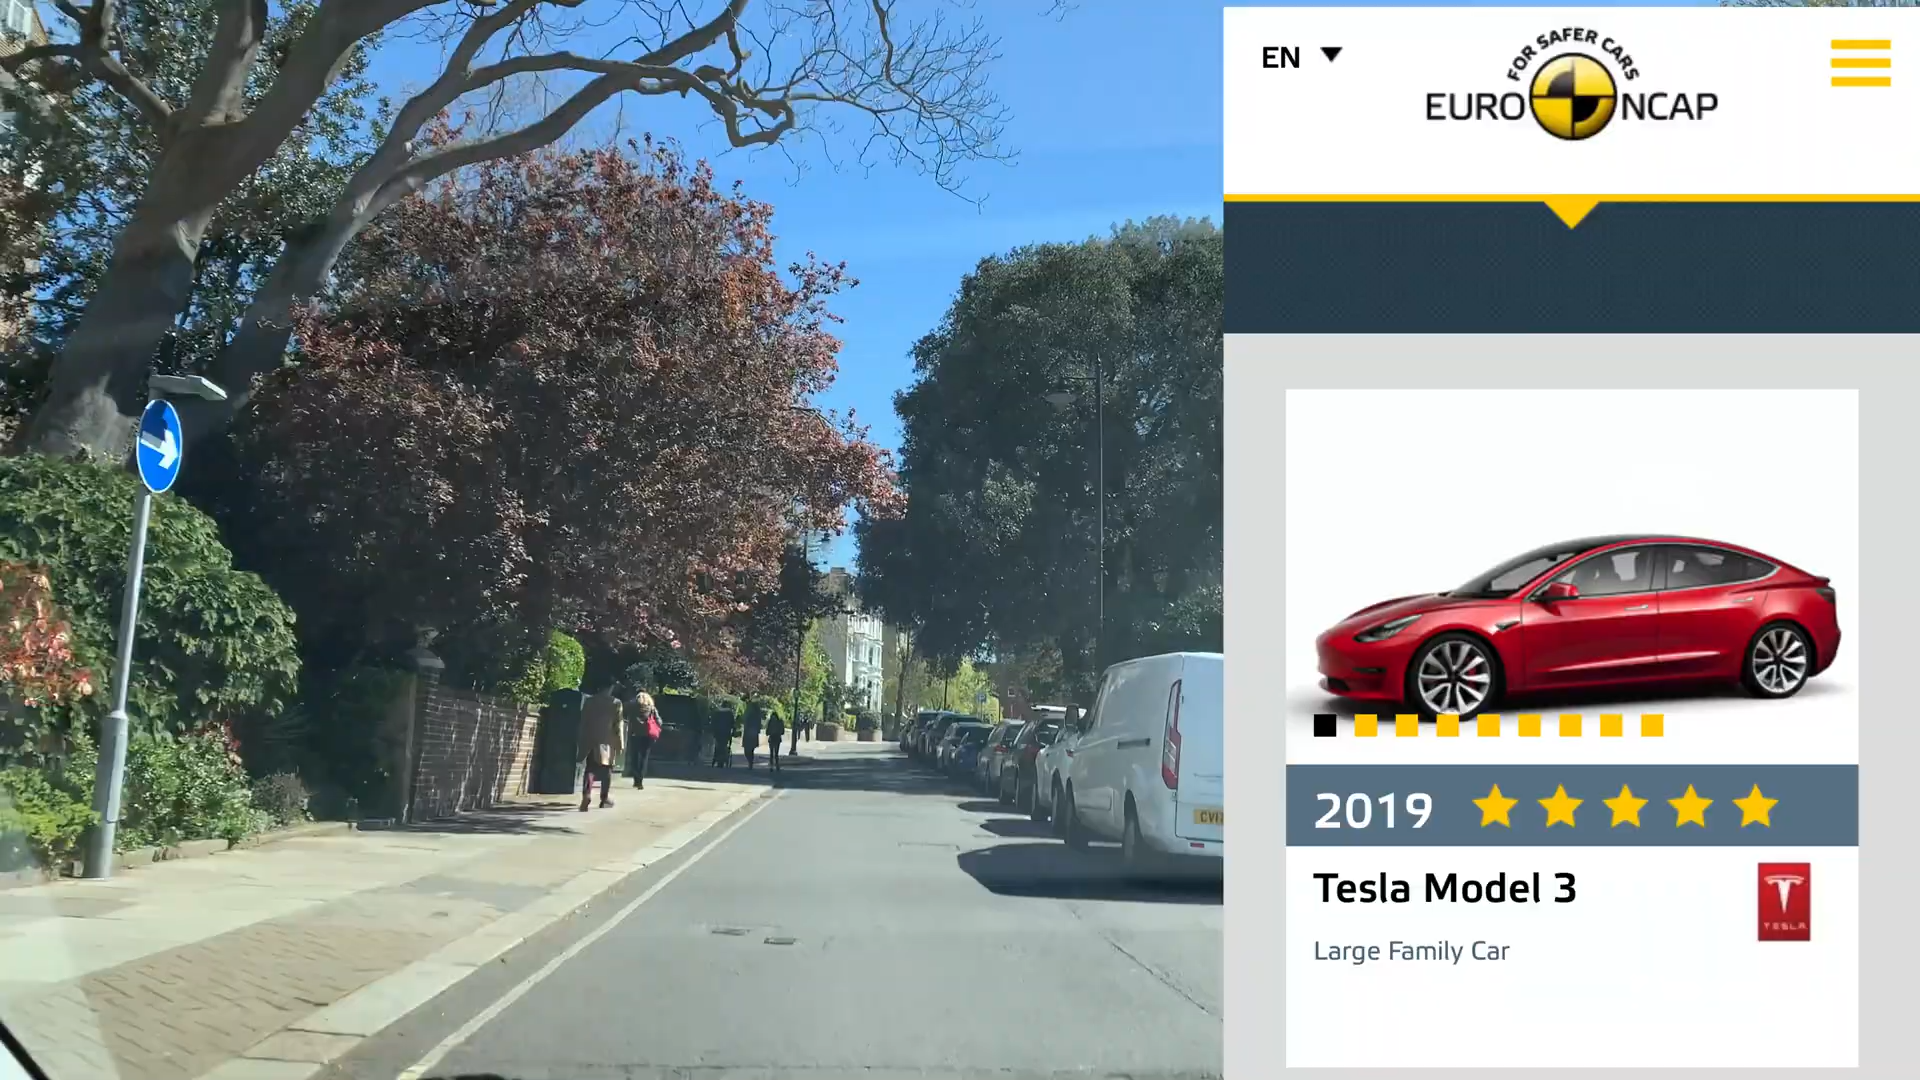 EN
FOR SAFER CARS
EURO NCAP
2019
Tesla Model 3
TESLA
Large Family Car